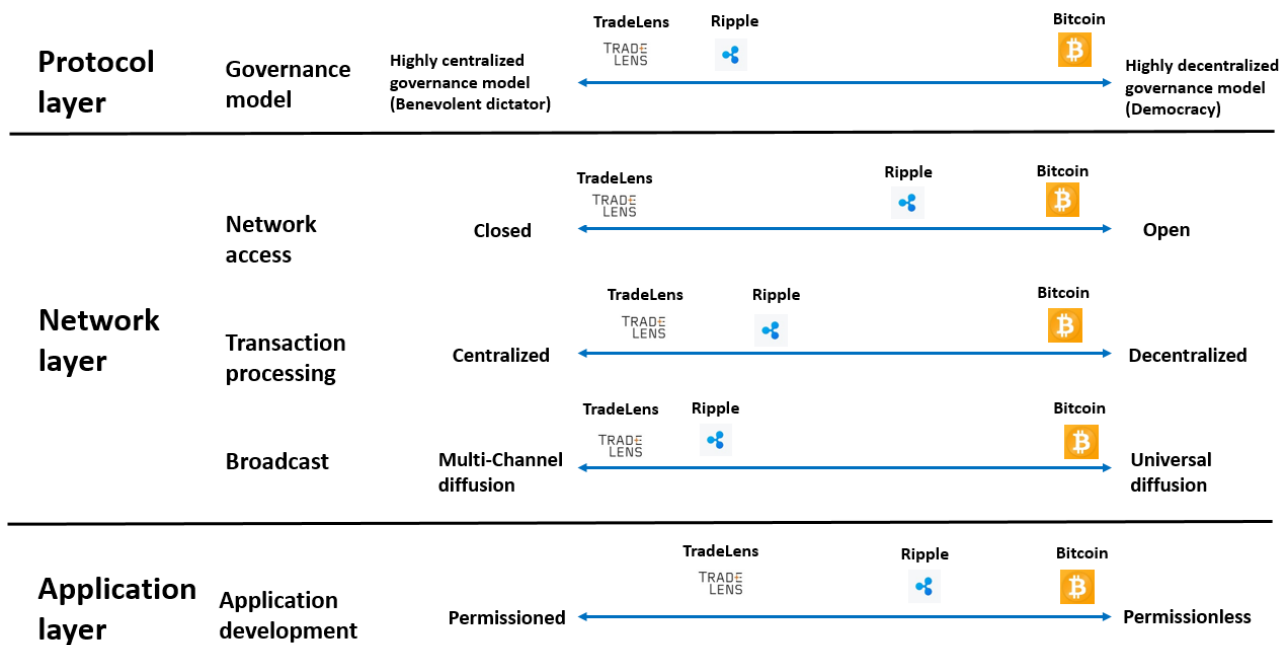 TradeLens Ripple Bitcoin
TRADE
LENS
Protocol
layer
Governance
model
Highly centralized
governance model
(Benevolent dictator)
Highly decentralized
governance model
(Democracy)
TradeLens Ripple Bitcoin
TRADE
LENS
Network
access
Closed
Open
Network
layer
TradeLens Ripple Bitcoin
TRADE
LENS
Transaction
processing
Centralized
Decentralized
TradeLens Ripple Bitcoin
TRADE
LENS
Broadcast
Multi-Channel
diffusion
Universal
diffusion
Application
layer
TradeLens Ripple Bitcoin
TRADE
LENS
Application
development
Permissioned
Permissionless